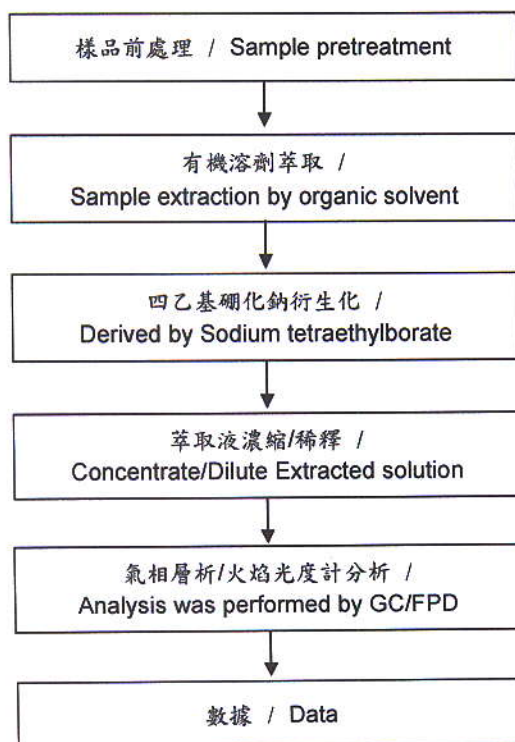 樣品前處理 / Sample pretreatment
有機溶劑萃取 /
Sample extraction by organic solvent
四乙基硼化鈉衍生化 /
Derived by Sodium tetraethylborate
萃取液濃縮/稀釋 /
Concentrate/Dilute Extracted solution
氣相層析/火焰光度計分析 /
Analysis was performed by GC/FPD
數據 / Data